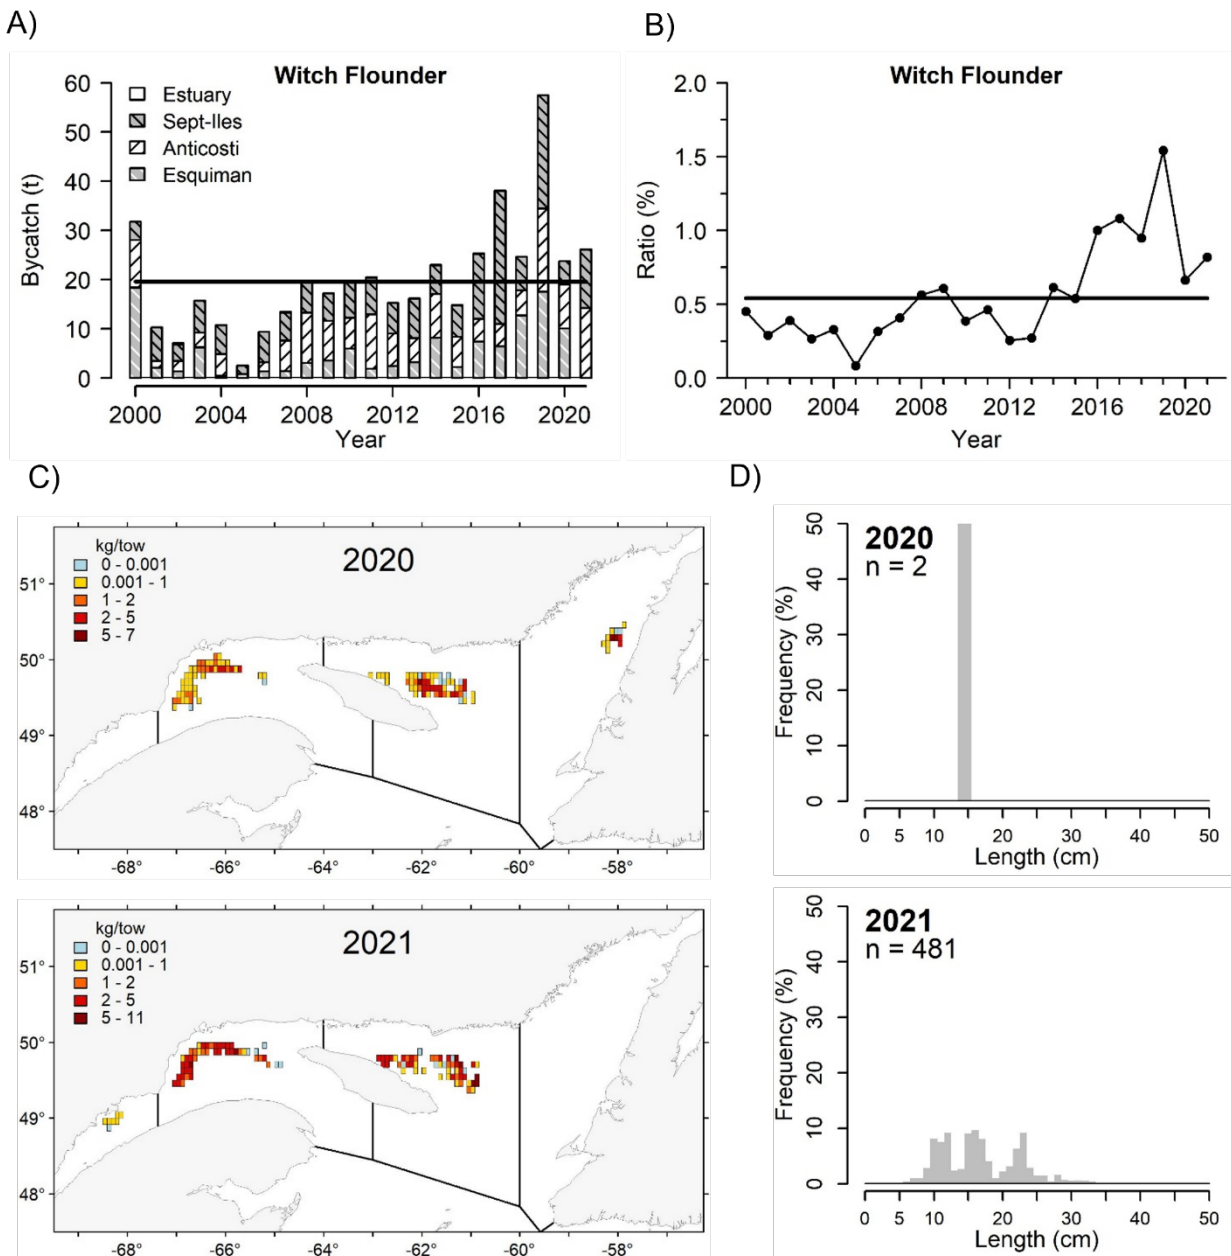 A)
Witch Flounder
Bycatch (t)
60
50
40
30
20
10
0
Estuary
Sept-Iles
Anticosti
Esquiman
2000 2004 2008 2012 2016 2020
Year
B)
Witch Flounder
Ratio (%)
2.0
1.5
1.0
0.5
0.0
2000 2004 2008 2012 2016 2020
Year
C)
2020
kg/tow
0 - 0.001
0.001 - 1
1 - 2
2 - 5
5 - 7
51°
50°
49°
48°
-68 -66 -64 -62 -60 -58
2021
kg/tow
0 - 0.001
0.001 - 1
1 - 2
2 - 5
5 - 11
51°
50°
49°
48°
-68 -66 -64 -62 -60 -58
D)
2020
n = 2
Frequency (%)
50
40
30
20
10
0
0 5 10 20 30 40 50
Length (cm)
2021
n = 481
Frequency (%)
50
40
30
20
10
0
0 5 10 20 30 40 50
Length (cm)